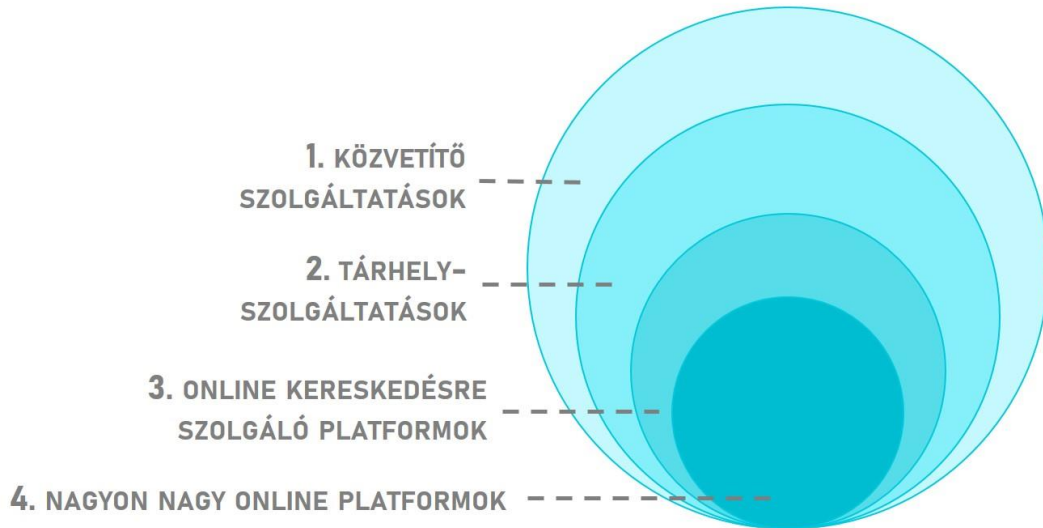 1. KÖZVETÍTŐ
SZOLGÁLTATÁSOK
2. TÁRHELY-
SZOLGÁLTATÁSOK
3. ONLINE KERESKEDÉSRE
SZOLGÁLÓ PLATFORMOK
4. NAGYON NAGY ONLINE PLATFORMOK